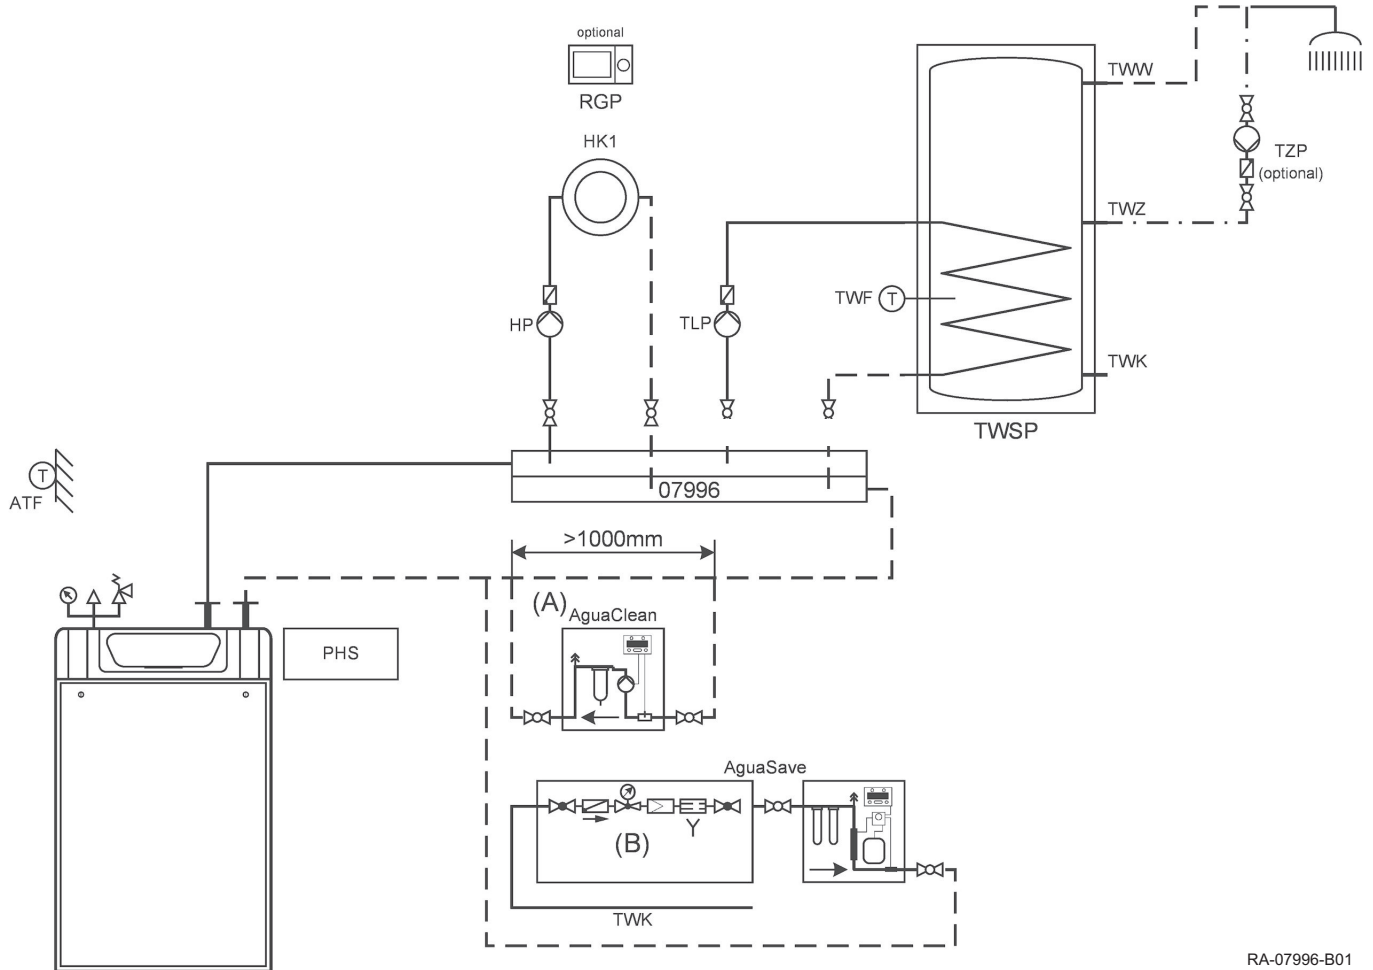 optional
RGP
HK1
TWW
TZP
(optional)
TWZ
TWF
T
HP
TLP
TWK
TWSP
T
ATF
07996
>1000mm
(A)
AguaClean
PHS
AguaSave
Y
(B)
TWK
RA-07996-B01